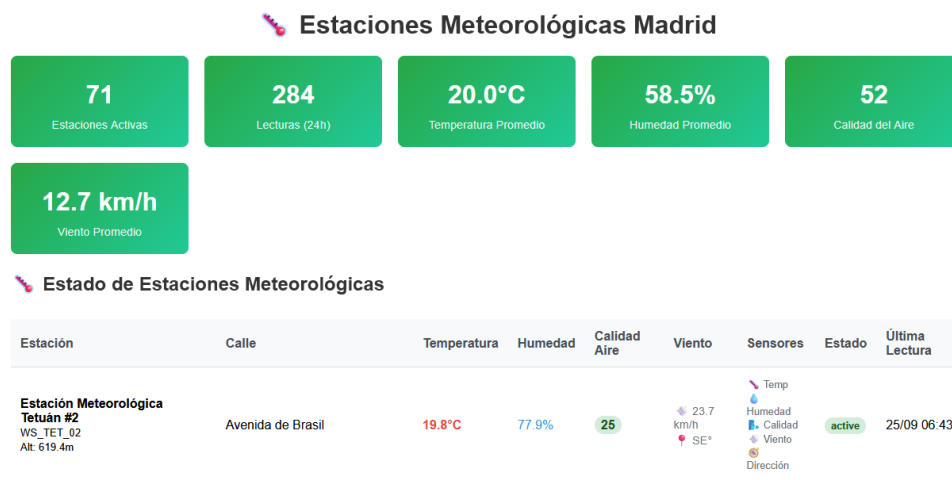 Estaciones Meteorológicas Madrid
71
Estaciones Activas
284
Lecturas (24h)
20.0°C
Temperatura Promedio
58.5%
Humedad Promedio
52
Calidad del Aire
12.7 km/h
Viento Promedio
Estado de Estaciones Meteorológicas
Estación
Calle
Temperatura
Humedad
Calidad
Aire
Viento
Sensores
Estado
Última
Lectura
Estación Meteorológica
Tetuán #2
WS_TET_02
Alt: 619.4m
Avenida de Brasil
19.8°C
77.9%
25
23.7
km/h
SE°
Temp
Humedad
Calidad
Viento
Dirección
active
25/09 06:43